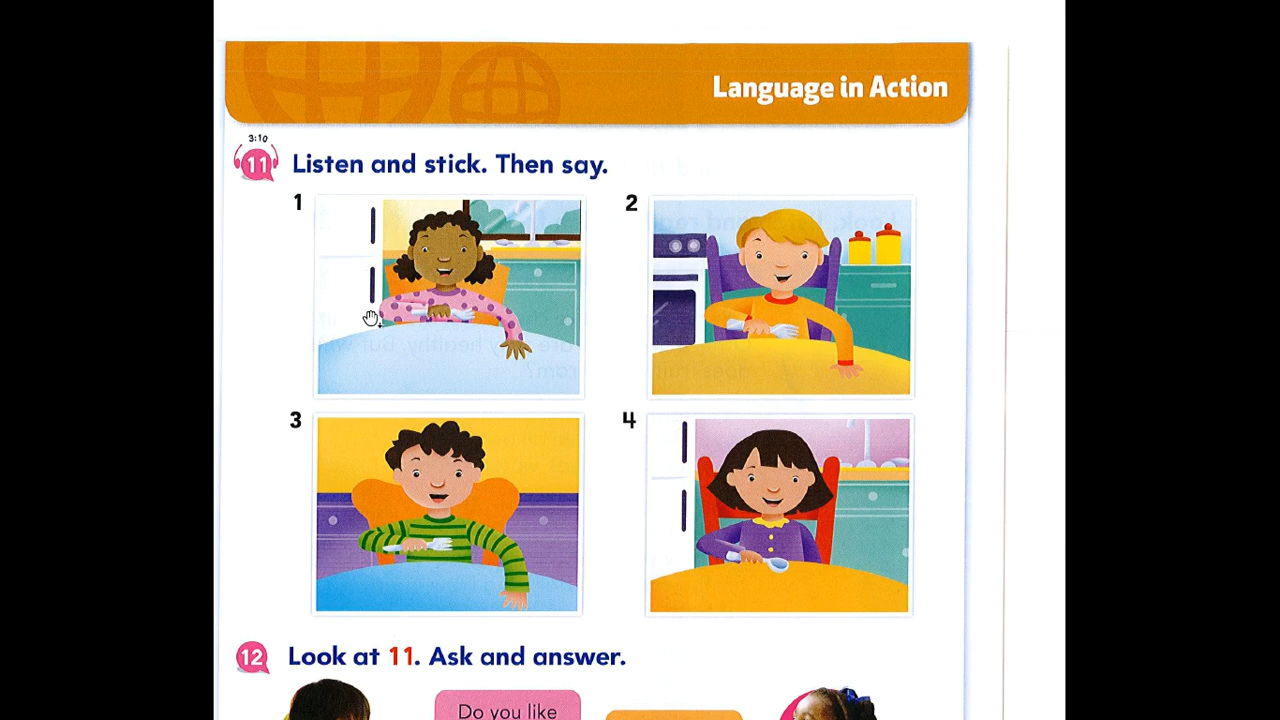 Language in Action
3:10
11 Listen and stick. Then say.
1
2
3
4
12 Look at 11. Ask and answer.
Do you like